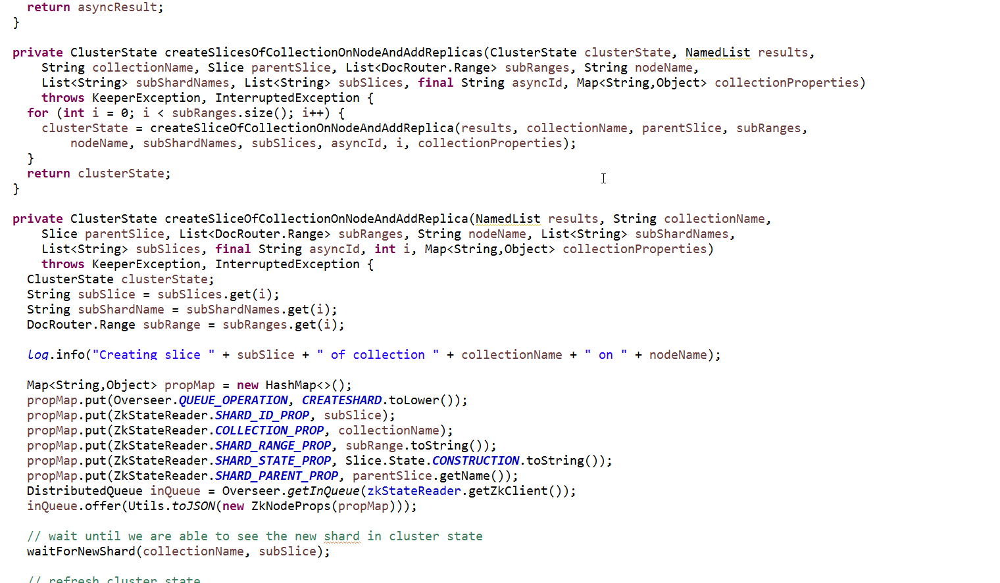 return asyncResult;
}
private ClusterState createSlicesOfCollectionOnNodeAndAddReplicas(ClusterState clusterState, NamedList results,
String collectionName, Slice parentSlice, List<DocRouter.Range> subRanges, String nodeName,
List<String> subShardNames, List<String> subSlices, final String asyncId, Map<String,Object> collectionProperties)
throws KeeperException, InterruptedException {
for (int i = 0; i < subRanges.size(); i++) {
clusterState = createSliceOfCollectionOnNodeAndAddReplica(results, collectionName, parentSlice, subRanges,
nodeName, subShardNames, subSlices, asyncId, i, collectionProperties);
}
return clusterState;
}
private ClusterState createSliceOfCollectionOnNodeAndAddReplica(NamedList results, String collectionName,
Slice parentSlice, List<DocRouter.Range> subRanges, String nodeName, List<String> subShardNames,
List<String> subSlices, final String asyncId, int i, Map<String,Object> collectionProperties)
throws KeeperException, InterruptedException {
ClusterState clusterState;
String subSlice = subSlices.get(i);
String subShardName = subShardNames.get(i);
DocRouter.Range subRange = subRanges.get(i);
log.info("Creating slice " + subSlice + " of collection " + collectionName + " on " + nodeName);
Map<String,Object> propMap = new HashMap<>();
propMap.put(Overseer.QUEUE_OPERATION, CREATESHARD.toLower());
propMap.put(ZkStateReader.SHARD_ID_PROP, subSlice);
propMap.put(ZkStateReader.COLLECTION_PROP, collectionName);
propMap.put(ZkStateReader.SHARD_RANGE_PROP, subRange.toString());
propMap.put(ZkStateReader.SHARD_STATE_PROP, Slice.State.CONSTRUCTION.toString());
propMap.put(ZkStateReader.SHARD_PARENT_PROP, parentSlice.getName());
DistributedQueue inQueue = Overseer.getInQueue(zkStateReader.getZkClient());
inQueue.offer(Utils.toJSON(new ZkNodeProps(propMap)));
// wait until we are able to see the new shard in cluster state
waitForNewShard(collectionName, subSlice);
// refresh cluster state